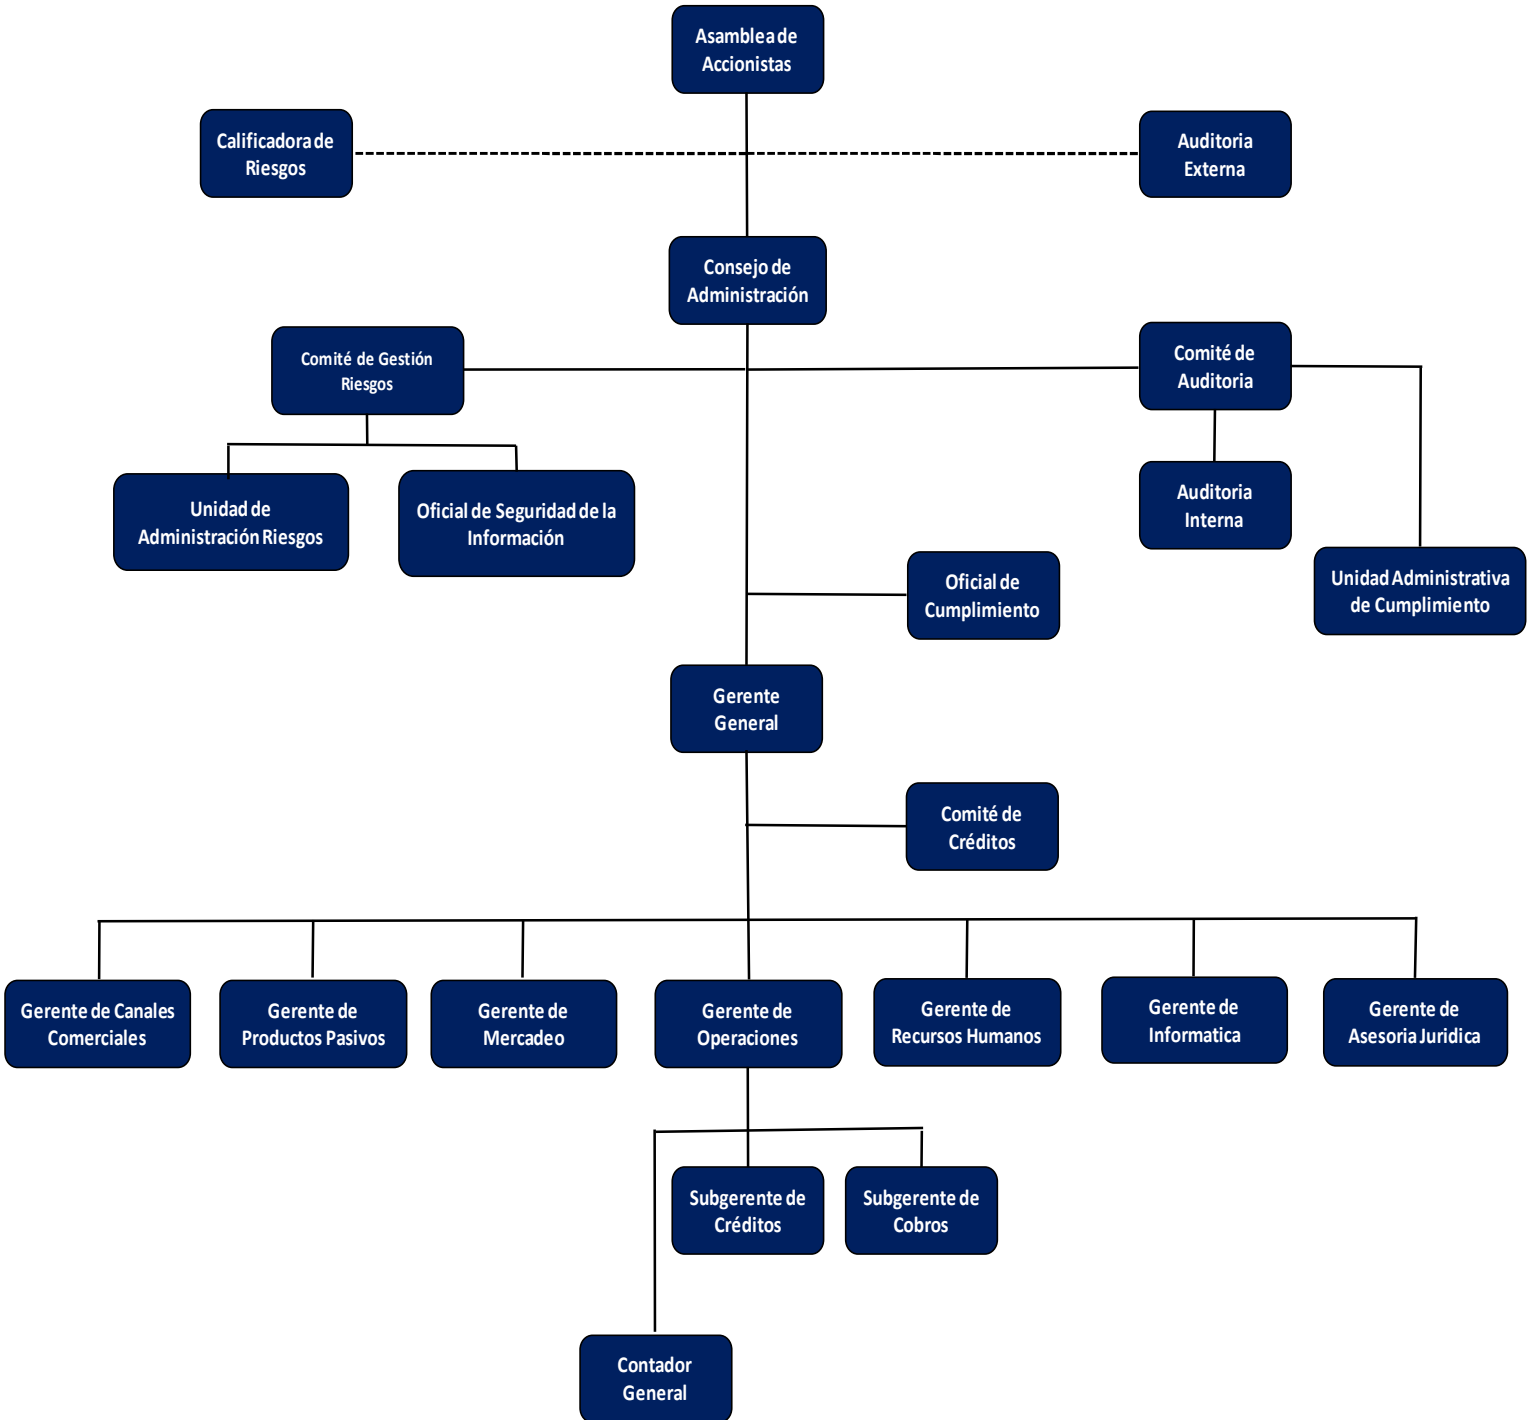 Asamblea de
Accionistas
Calificadora de
Riesgos
Auditoria
Externa
Consejo de
Administración
Comité de Gestión
Riesgos
Comité de
Auditoria
Unidad de
Administración Riesgos
Oficial de Seguridad de la
Información
Auditoria
Interna
Oficial de
Cumplimiento
Unidad Administrativa
de Cumplimiento
Gerente
General
Comité de
Créditos
Gerente de Canales
Comerciales
Gerente de
Productos Pasivos
Gerente de
Mercadeo
Gerente de
Operaciones
Gerente de
Recursos Humanos
Gerente de
Informatica
Gerente de
Asesoria Juridica
Subgerente de
Créditos
Subgerente de
Cobros
Contador
General